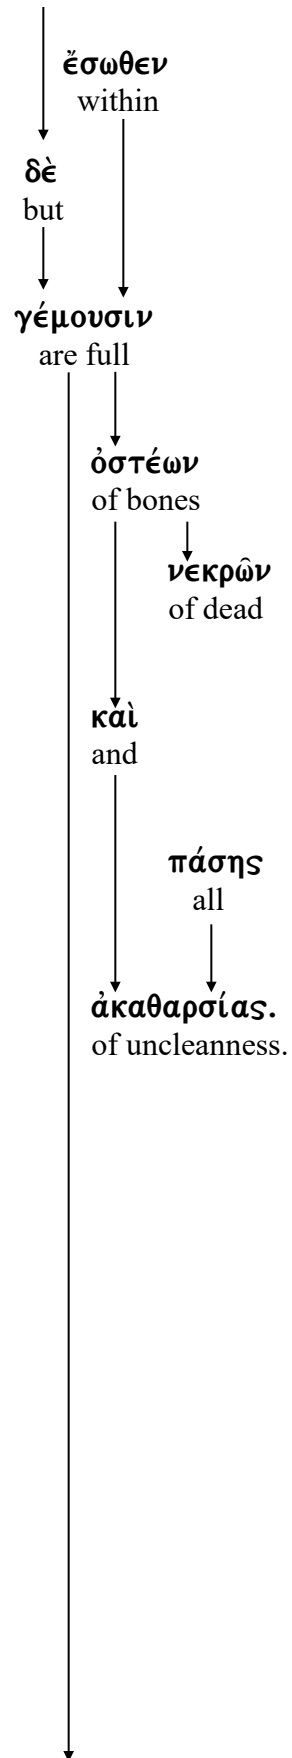 ἔσωθεν
within
δὲ
but
γέμουσιν
are full
ὀστέων
of bones
νεκρῶν
of dead
καὶ
and
πάσης
all
ἀκαθαρσίας.
of uncleanness.